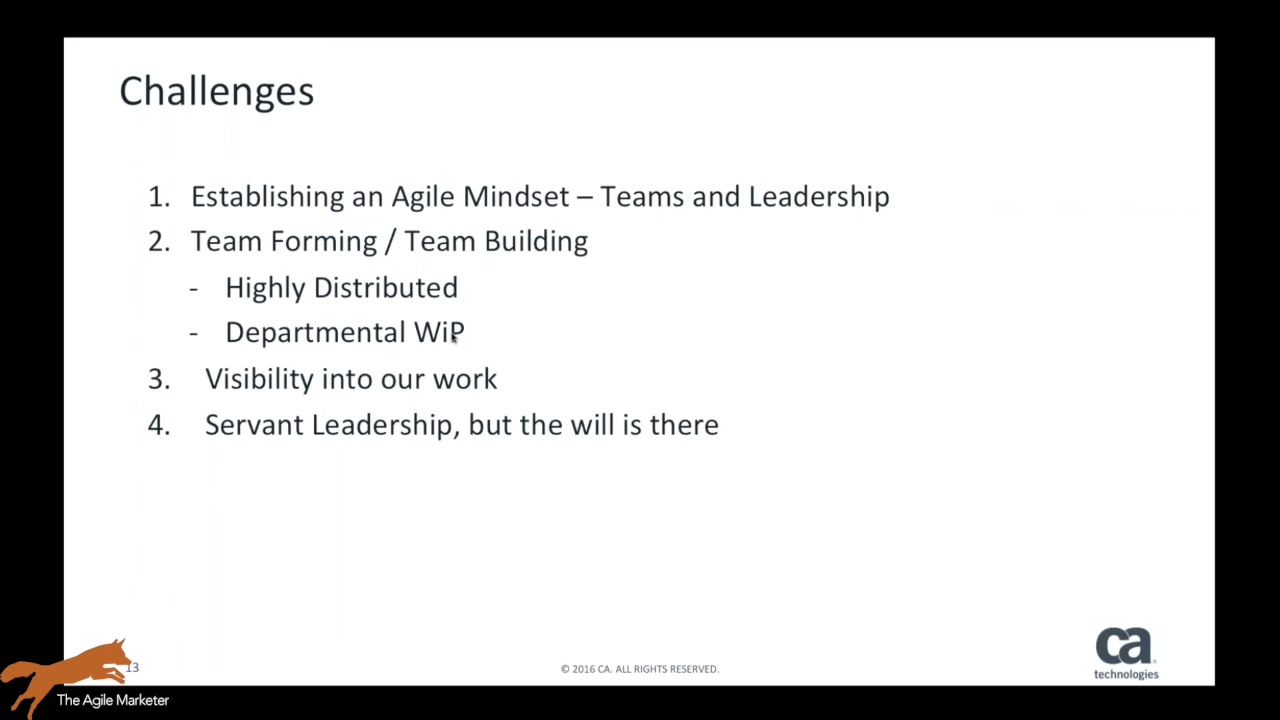 Challenges
1. Establishing an Agile Mindset – Teams and Leadership
2. Team Forming / Team Building
- Highly Distributed
- Departmental WiP
3. Visibility into our work
4. Servant Leadership, but the will is there
13
© 2016 CA. ALL RIGHTS RESERVED.
ca
technologies
The Agile Marketer